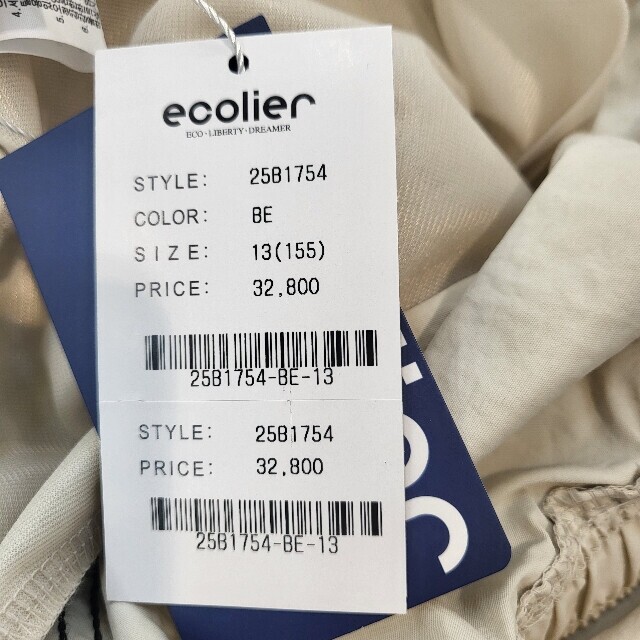 ecolier
ECO · LIBERTY · DREAMER
STYLE: 25B1754
COLOR: BE
SIZE: 13(155)
PRICE: 32,800
25B1754-BE-13
STYLE: 25B1754
PRICE: 32,800
25B1754-BE-13